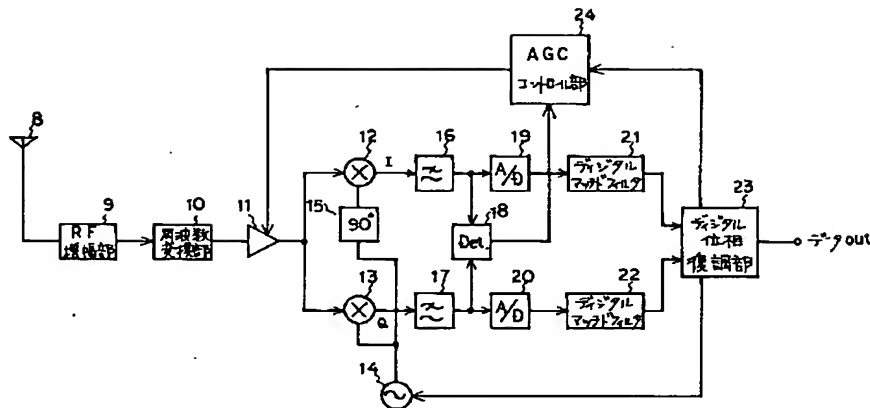 24
AGC
コントロール部
8
12
I
16
19
21
A/D
ディジタル
マッチドフィルタ
9
10
11
15
90°
18
Det.
23
RF
増幅部
周波数
変換部
ディジタル
位相
復調部
データout
13
Q
17
20
22
A/D
ディジタル
マッチドフィルタ
14